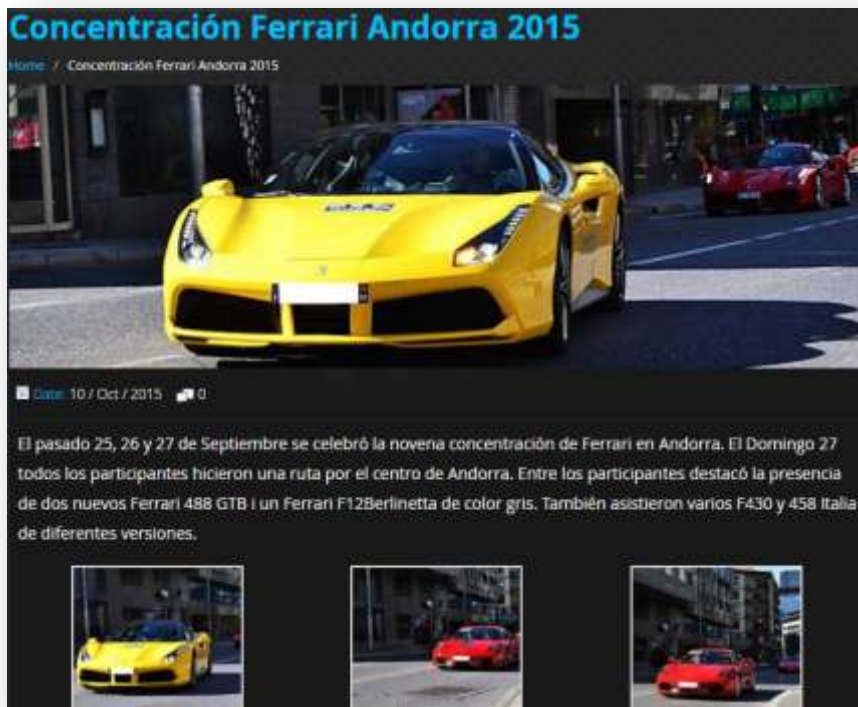 Concentración Ferrari Andorra 2015
Home / Concentración Ferrari Andorra 2015
Date: 10 / Oct / 2015 0
El pasado 25, 26 y 27 de Septiembre se celebró la novena concentración de Ferrari en Andorra. El Domingo 27
todos los participantes hicieron una ruta por el centro de Andorra. Entre los participantes destacó la presencia
de dos nuevos Ferrari 488 GTB i un Ferrari F12Berlinetta de color gris. También asistieron varios F430 y 458 Italia
de diferentes versiones.